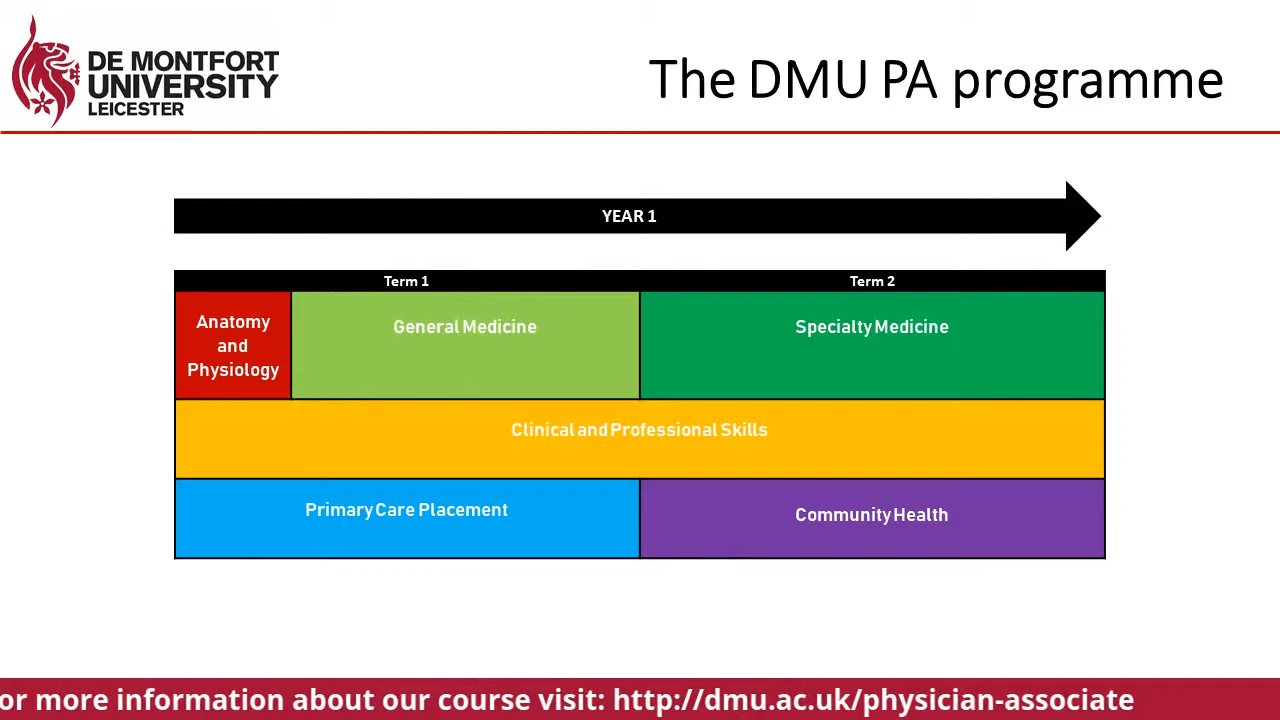 DE MONTFORT
UNIVERSITY
LEICESTER
The DMU PA programme
YEAR 1
Term 1
Term 2
Anatomy
and
Physiology
General Medicine
Specialty Medicine
Clinical and Professional Skills
Primary Care Placement
Community Health
or more information about our course visit: http://dmu.ac.uk/physician-associate